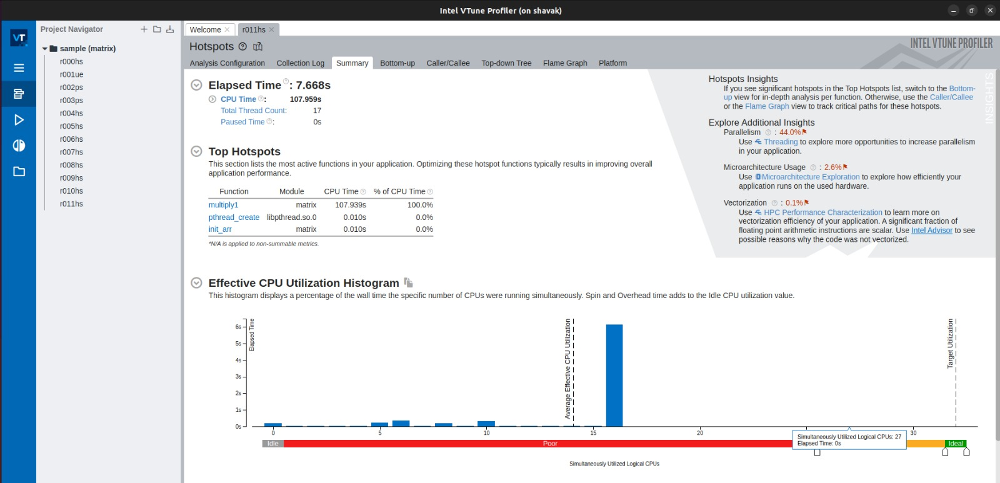 Intel VTune Profiler (on shavak)
VT
Project Navigator
sample (matrix)
r000hs
r001ue
r002ps
r003ps
r004hs
r005hs
r006hs
r007hs
r008hs
r009hs
r010hs
r011hs
Welcome
r011hs
Hotspots
INTEL VTUNE PROFILER
Analysis Configuration Collection Log Summary Bottom-up Caller/Callee Top-down Tree Flame Graph Platform
Elapsed Time : 7.668s
CPU Time : 107.959s
Total Thread Count: 17
Paused Time : 0s
Top Hotspots
This section lists the most active functions in your application. Optimizing these hotspot functions typically results in improving overall
application performance.
Function Module CPU Time % of CPU Time
multiply1 matrix 107.939s 100.0%
pthread_create libpthread.so.0 0.010s 0.0%
init_arr matrix 0.010s 0.0%
*N/A is applied to non-summable metrics.
Hotspots Insights
If you see significant hotspots in the Top Hotspots list, switch to the Bottom-
up view for in-depth analysis per function. Otherwise, use the Caller/Callee
or the Flame Graph view to track critical paths for these hotspots.
Explore Additional Insights
Parallelism : 44.0%
Use Threading to explore more opportunities to increase parallelism
in your application.
Microarchitecture Usage : 2.6%
Use Microarchitecture Exploration to explore how efficiently your
application runs on the used hardware.
Vectorization : 0.1%
Use HPC Performance Characterization to learn more on
vectorization efficiency of your application. A significant fraction of
floating point arithmetic instructions are scalar. Use Intel Advisor to see
possible reasons why the code was not vectorized.
INSIGHTS
Effective CPU Utilization Histogram
This histogram displays a percentage of the wall time the specific number of CPUs were running simultaneously. Spin and Overhead time adds to the Idle CPU utilization value.
Elapsed Time
6s
5s
4s
3s
2s
1s
0s
Average Effective CPU Utilization
Target Utilization
0 5 10 15 20 30
Simultaneously Utilized Logical CPUs: 27
Elapsed Time: 0s
Idle Poor Ideal
Simultaneously Utilized Logical CPUs